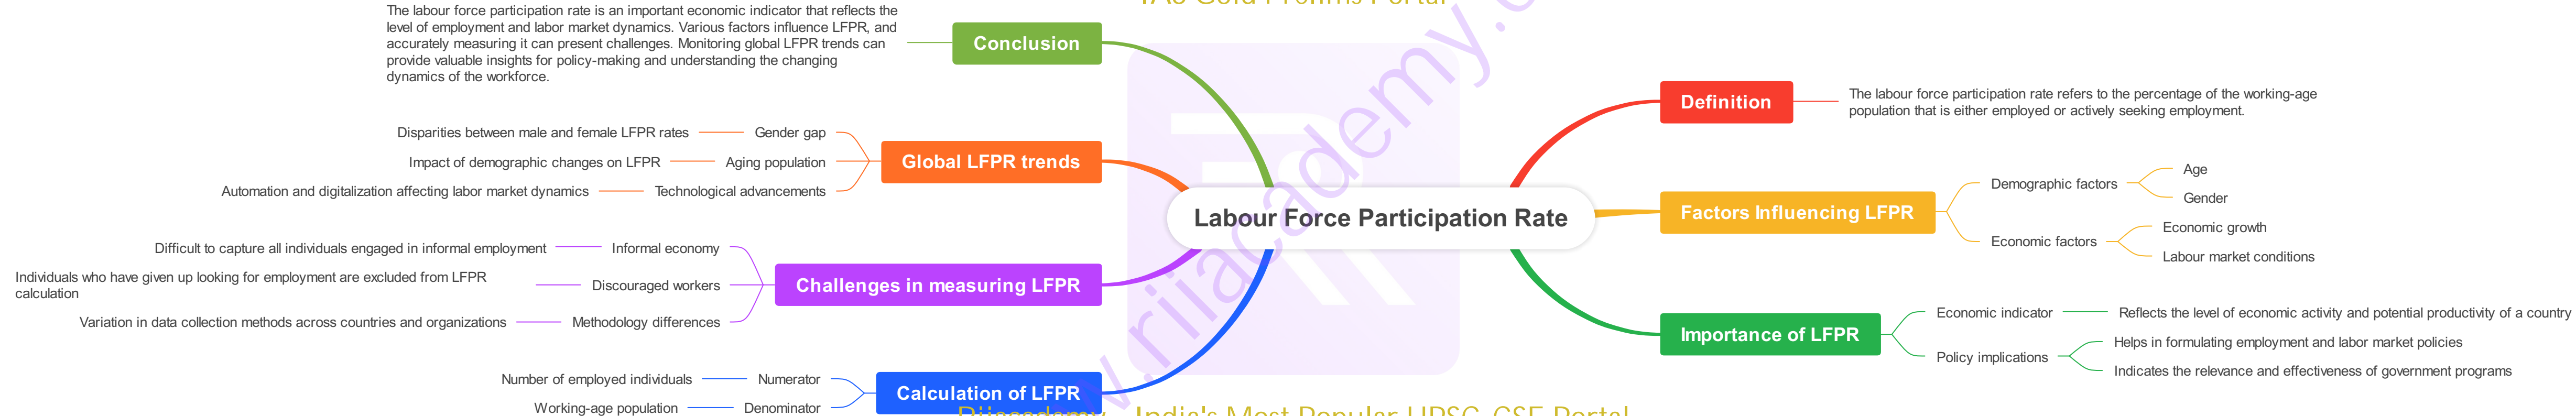 IAS Gold Prelims Portal
Labour Force Participation Rate
Definition
The labour force participation rate refers to the percentage of the working-age
population that is either employed or actively seeking employment.
Factors Influencing LFPR
Demographic factors
Age
Gender
Economic factors
Economic growth
Labour market conditions
Importance of LFPR
Economic indicator
Reflects the level of economic activity and potential productivity of a country
Policy implications
Helps in formulating employment and labor market policies
Indicates the relevance and effectiveness of government programs
Calculation of LFPR
Numerator
Number of employed individuals
Denominator
Working-age population
Challenges in measuring LFPR
Informal economy
Difficult to capture all individuals engaged in informal employment
Discouraged workers
Individuals who have given up looking for employment are excluded from LFPR
calculation
Methodology differences
Variation in data collection methods across countries and organizations
Global LFPR trends
Gender gap
Disparities between male and female LFPR rates
Aging population
Impact of demographic changes on LFPR
Technological advancements
Automation and digitalization affecting labor market dynamics
Conclusion
The labour force participation rate is an important economic indicator that reflects the
level of employment and labor market dynamics. Various factors influence LFPR, and
accurately measuring it can present challenges. Monitoring global LFPR trends can
provide valuable insights for policy-making and understanding the changing
dynamics of the workforce.
India's Most Popular UPSC-CSE Portal